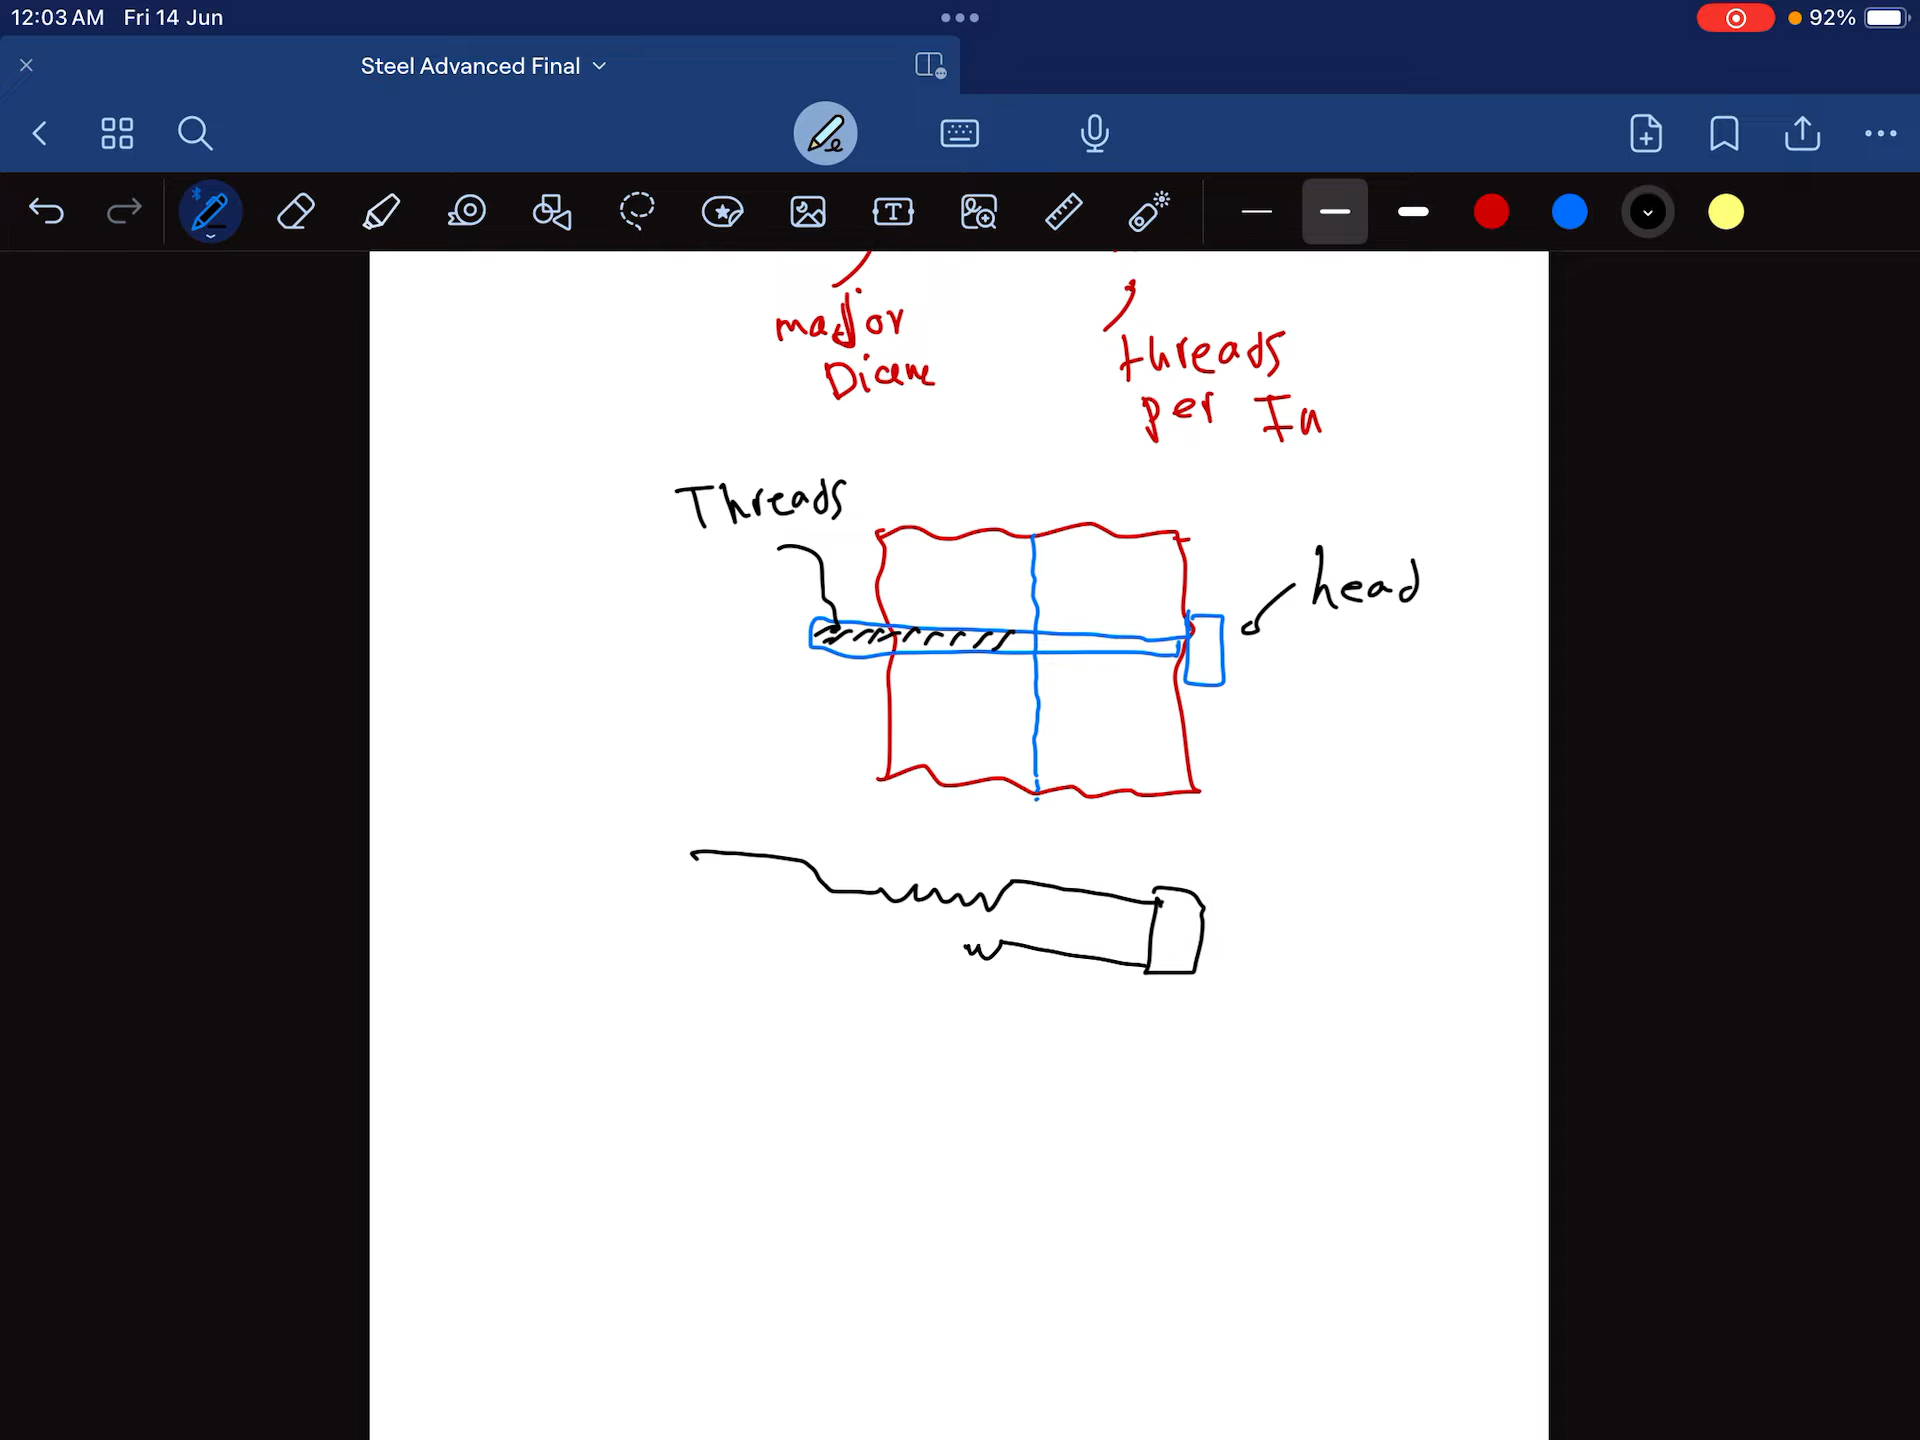 12:03 AM Fri 14 Jun
92%
Steel Advanced Final
major
Diam
threads
per In
Threads
head